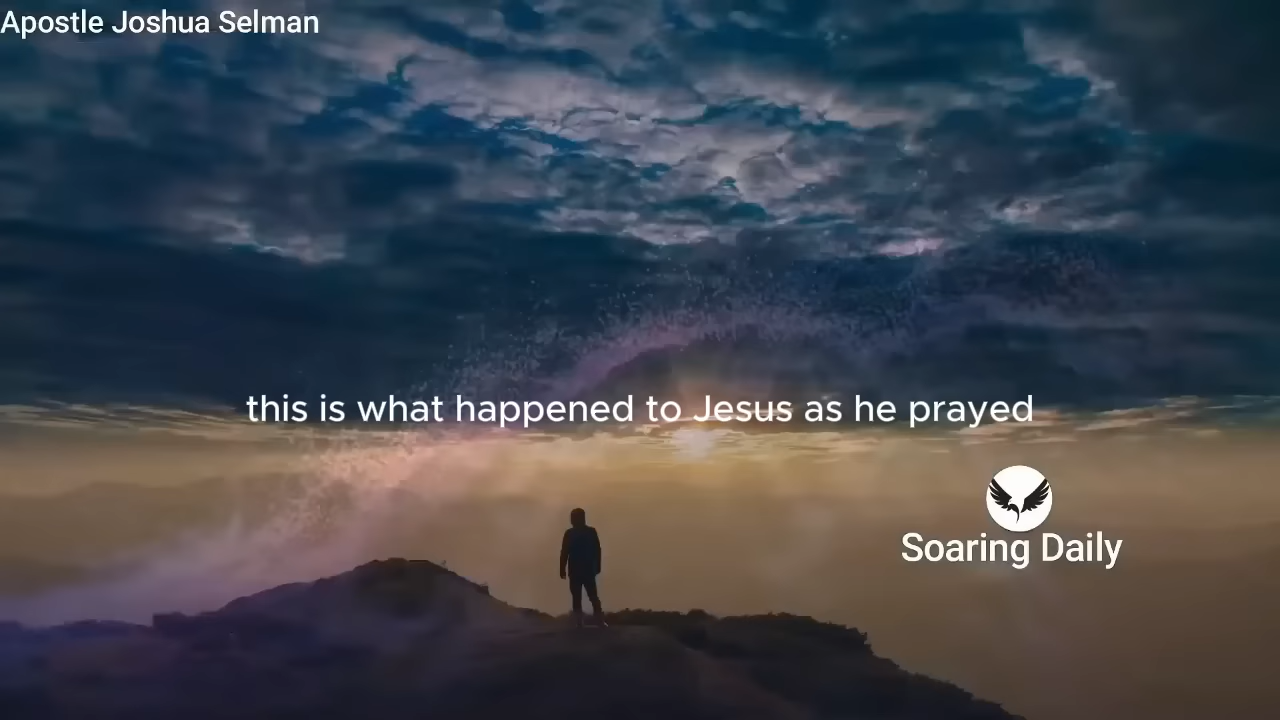 Apostle Joshua Selman
this is what happened to Jesus as he prayed
Soaring Daily